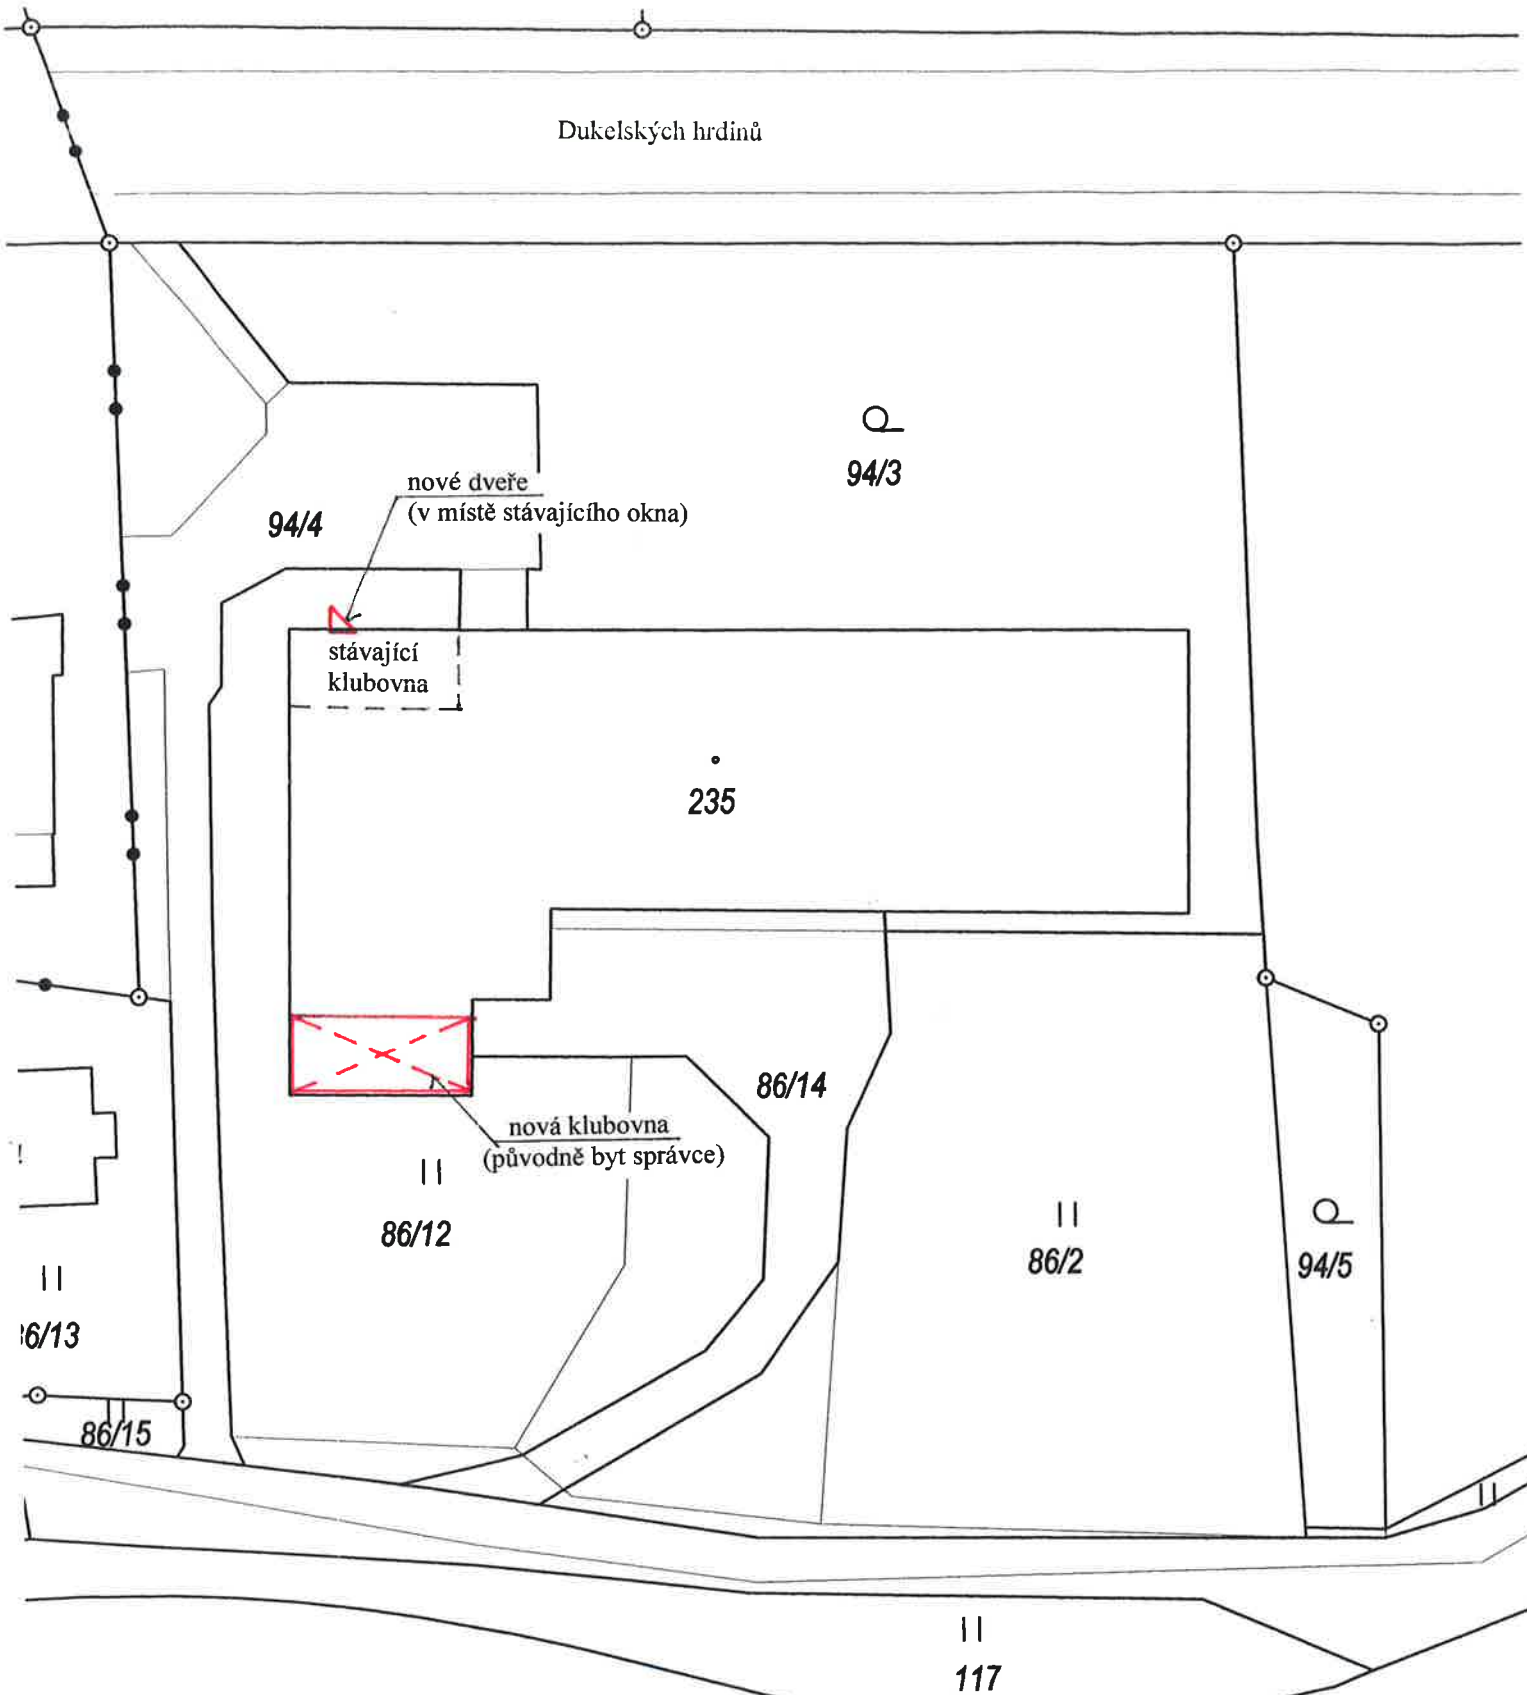 Dukelských hrdinů
94/3
nové dveře
(v místě stávajícího okna)
94/4
stávající
klubovna
235
86/14
nová klubovna
(původně byt správce)
86/12
86/2
94/5
6/13
86/15
117